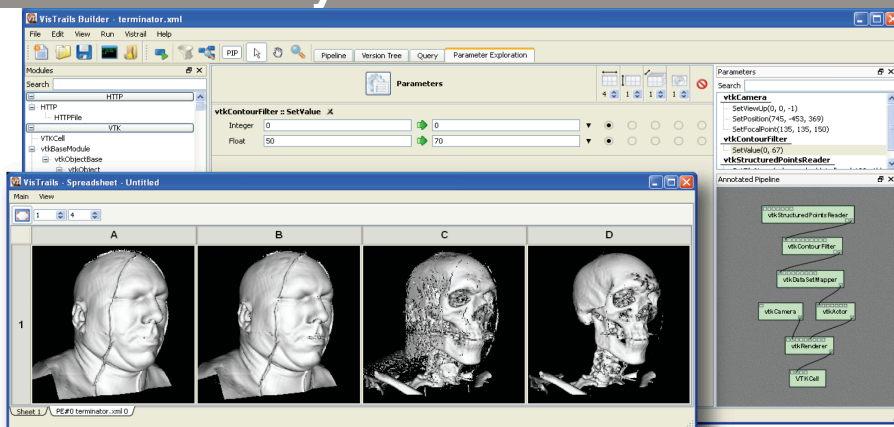 VisTrails Builder - terminator.xml
File Edit View Run Vistrail Help
PIP
Pipeline Version Tree Query Parameter Exploration
Modules
Search
HTTP
HTTP
HTTPFile
VTK
VTKCell
vtkBaseModule
vtkObjectBase
vtkObject
Parameters
4 1 1 1
vtkContourFilter :: SetValue
Integer 0 0
Float 50 70
Parameters
Search
vtkCamera
SetViewUp(0, 0, -1)
SetPosition(745, -453, 369)
SetFocalPoint(135, 135, 150)
vtkContourFilter
SetValue(0, 67)
vtkStructuredPointsReader
Annotated Pipeline
vtkStructuredPointsReader
vtkContourFilter
vtkDataSetMapper
vtkCamera vtkActor
vtkRenderer
VTKCell
VisTrails - Spreadsheet - Untitled
Main View
1 4
A B C D
1
Sheet 1 PE#0 terminator.xml 0